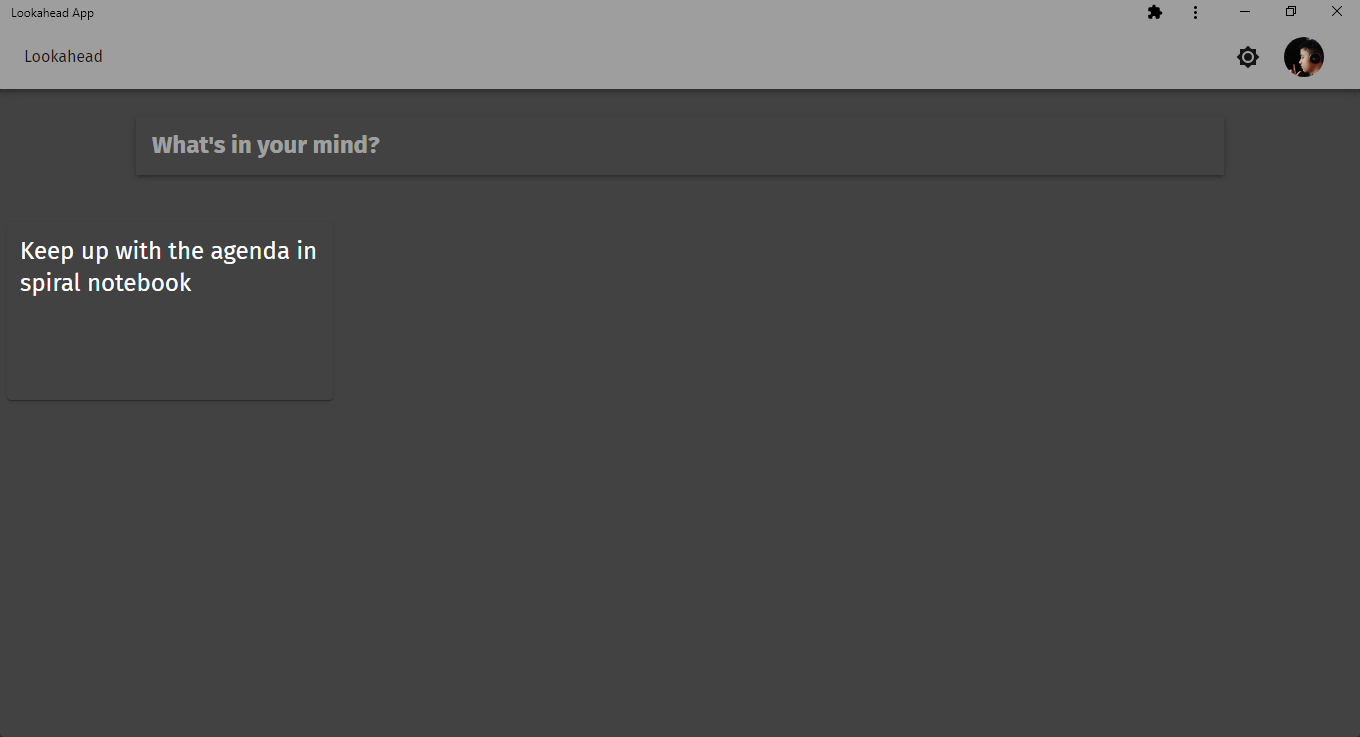 Lookahead App
Lookahead
What's in your mind?
Keep up with the agenda in
spiral notebook